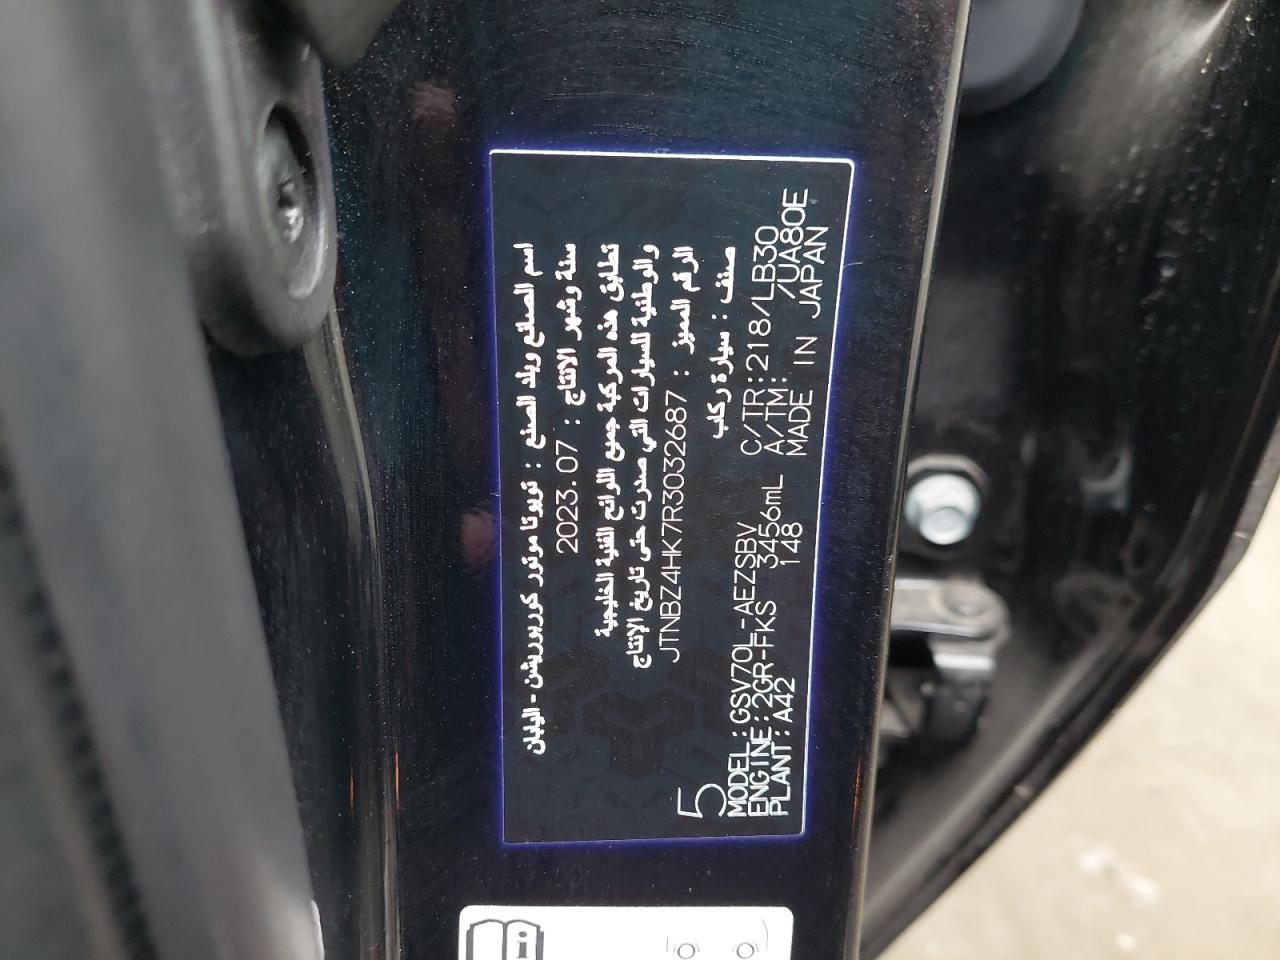 اسم الصانع وبلد الصنع : تويوتا موتور كوربوريشن - اليابان
سنة وشهر الانتاج : 2023.07
تطابق هذه المركبة جميع اللوائح الفنية الخليجية
والوطنية للسيارات التي صدرت حتى تاريخ الإنتاج
الرقم المميز : JTNBZ4HK7R3032687
صنف : سيارة ركاب
5
MODEL:GSV70L-AEZSBV C/TR:218/LB30
ENGINE:2GR-FKS 3456mL A/TM: /UA80E
PLANT:A42 148 MADE IN JAPAN
i